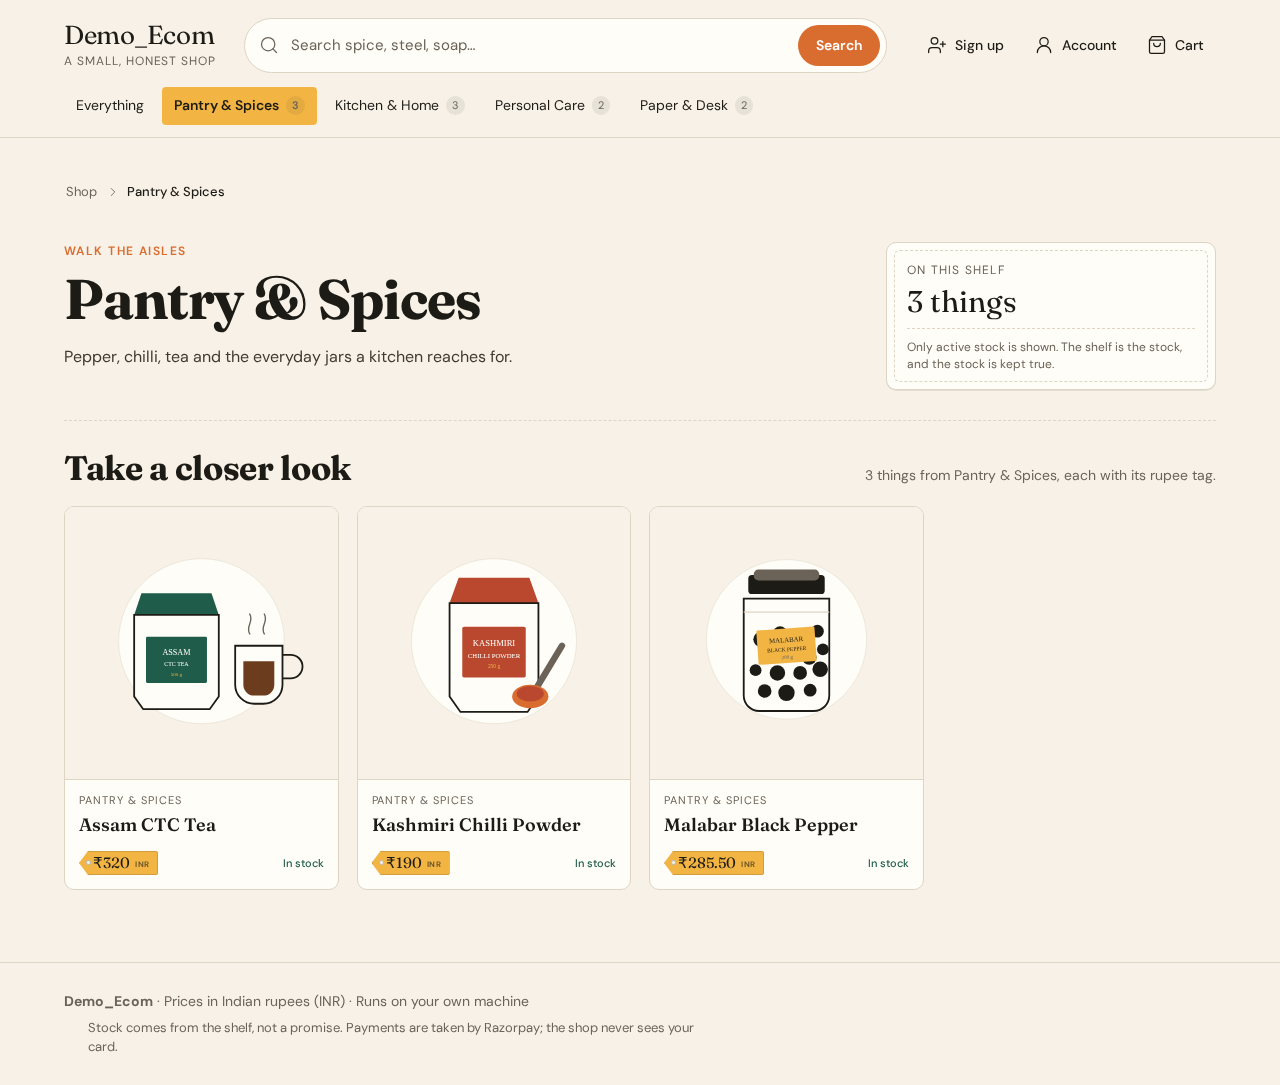 Demo_Ecom
A SMALL, HONEST SHOP
Search spice, steel, soap…
Search
Sign up
Account
Cart
Everything
Pantry & Spices 3
Kitchen & Home 3
Personal Care 2
Paper & Desk 2
Shop
Pantry & Spices
WALK THE AISLES
Pantry & Spices
Pepper, chilli, tea and the everyday jars a kitchen reaches for.
ON THIS SHELF
3 things
Only active stock is shown. The shelf is the stock,
and the stock is kept true.
Take a closer look
3 things from Pantry & Spices, each with its rupee tag.
ASSAM
CTC TEA
PANTRY & SPICES
Assam CTC Tea
₹320 INR
In stock
KASHMIRI
CHILLI POWDER
250 g
PANTRY & SPICES
Kashmiri Chilli Powder
₹190 INR
In stock
MALABAR
BLACK PEPPER
PANTRY & SPICES
Malabar Black Pepper
₹285.50 INR
In stock
Demo_Ecom · Prices in Indian rupees (INR) · Runs on your own machine
Stock comes from the shelf, not a promise. Payments are taken by Razorpay; the shop never sees your
card.